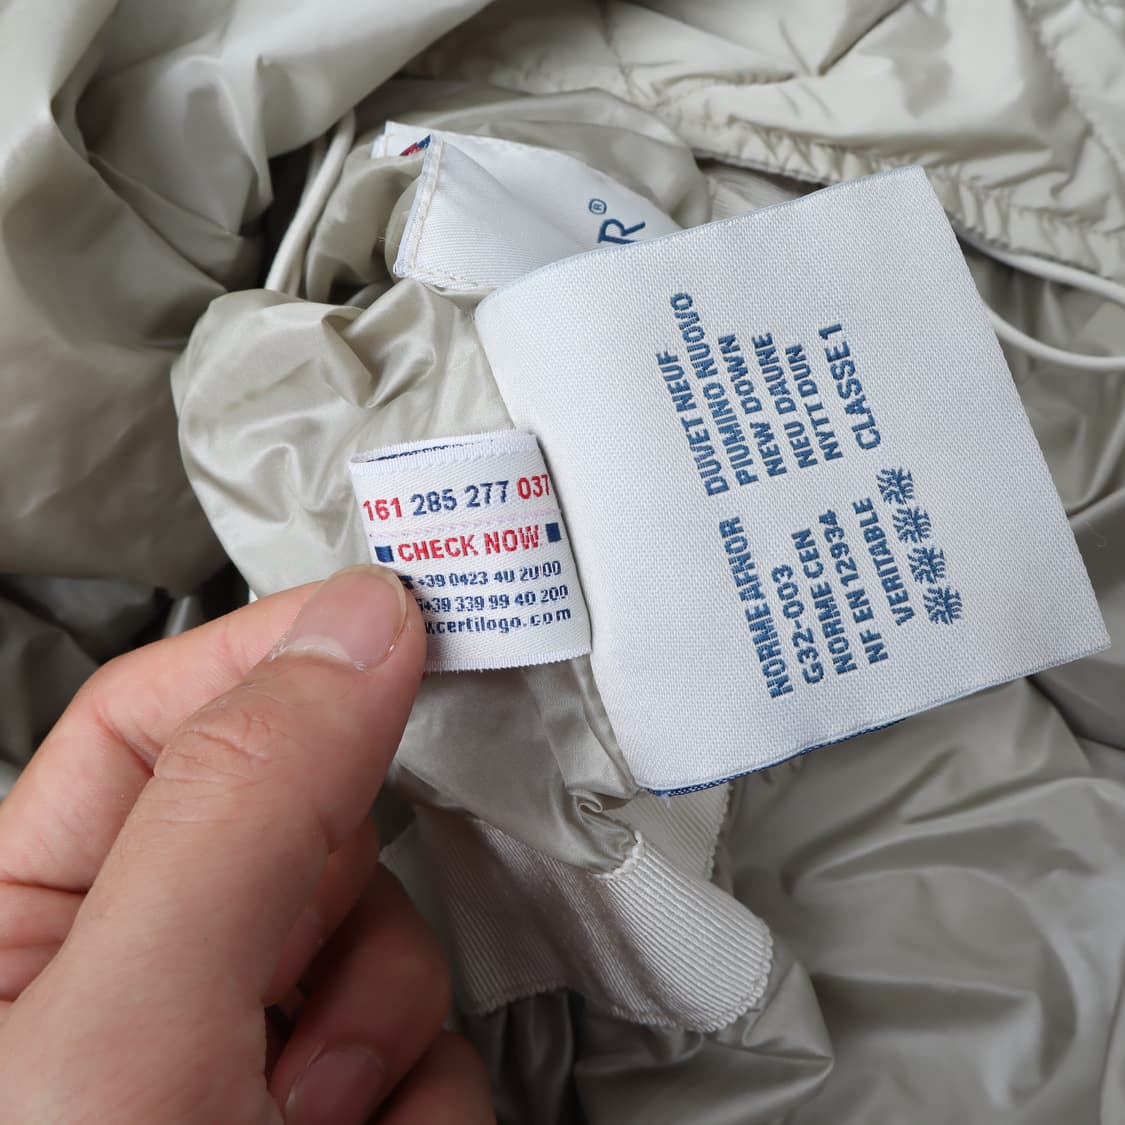 R®
161 285 277 037
CHECK NOW
+39 0423 40 20 00
+39 339 99 40 200
certilogo.com
DUVET NEUF
PIUMINO NUOVO
NEW DOWN
NEU DAUNE
NYTT DUN
CLASSE 1
NORME AFNOR
G32-003
NORME CEN
NF EN 12934
VERITABLE